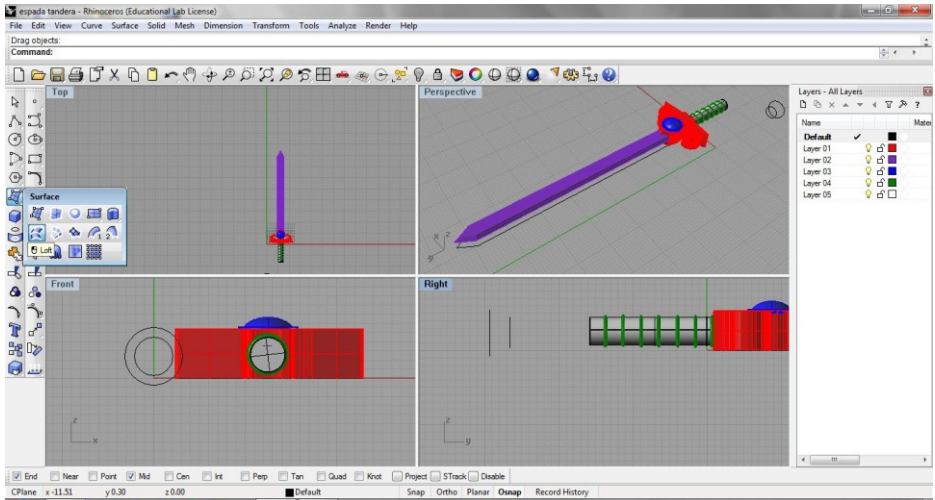 espada tandera - Rhinoceros (Educational Lab License)
File Edit View Curve Surface Solid Mesh Dimension Transform Tools Analyze Render Help
Drag objects:
Command:
Top
Perspective
Layers - All Layers
Name Mater
Default
Layer 01
Layer 02
Layer 03
Layer 04
Layer 05
Surface
1 2
Loft
z
x
y
Front
Right
z
x
z
y
End Near Point Mid Cen Int Perp Tan Quad Knot Project STrack Disable
CPlane x -11.51 y 0.30 z 0.00 Default Snap Ortho Planar Osnap Record History